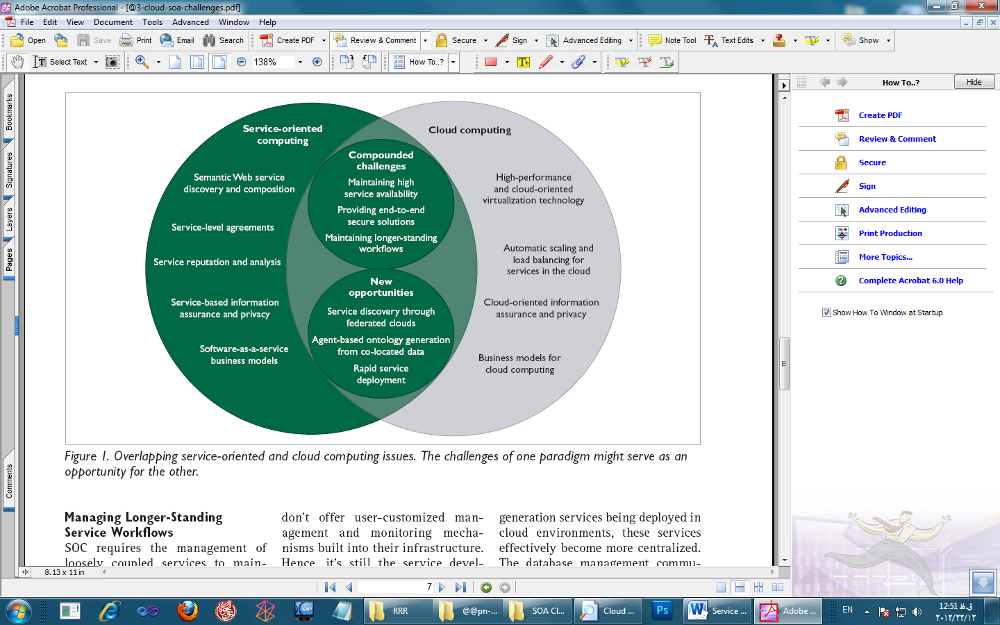 Adobe Acrobat Professional - [@3-cloud-soa-challenges.pdf]
File Edit View Document Tools Advanced Window Help
Open Save Print Email Search Create PDF Review & Comment Secure Sign Advanced Editing Note Tool Text Edits Show
Select Text 138% How To..? T+
Bookmarks
Signatures
Layers
Pages
Comments
Service-oriented
computing
Semantic Web service
discovery and composition
Service-level agreements
Service reputation and analysis
Service-based information
assurance and privacy
Software-as-a-service
business models
Compounded
challenges
Maintaining high
service availability
Providing end-to-end
secure solutions
Maintaining longer-standing
workflows
New
opportunities
Service discovery through
federated clouds
Agent-based ontology generation
from co-located data
Rapid service
deployment
Cloud computing
High-performance
and cloud-oriented
virtualization technology
Automatic scaling and
load balancing for
services in the cloud
Cloud-oriented information
assurance and privacy
Business models for
cloud computing
Figure 1. Overlapping service-oriented and cloud computing issues. The challenges of one paradigm might serve as an
opportunity for the other.
Managing Longer-Standing
Service Workflows
SOC requires the management of
loosely coupled services to main-
don't offer user-customized man-
agement and monitoring mecha-
nisms built into their infrastructure.
Hence, it's still the service devel-
generation services being deployed in
cloud environments, these services
effectively become more centralized.
The database management commu-
How To..? Hide
Create PDF
Review & Comment
Secure
Sign
Advanced Editing
Print Production
More Topics...
Complete Acrobat 6.0 Help
Show How To Window at Startup
8.13 x 11 in
7
KMP RRR @@pn-... SOA Cl... Cloud ... Ps Service ... Adobe ... EN 12:51 ق.ظ
٢٠١٢/٢٢/١٢